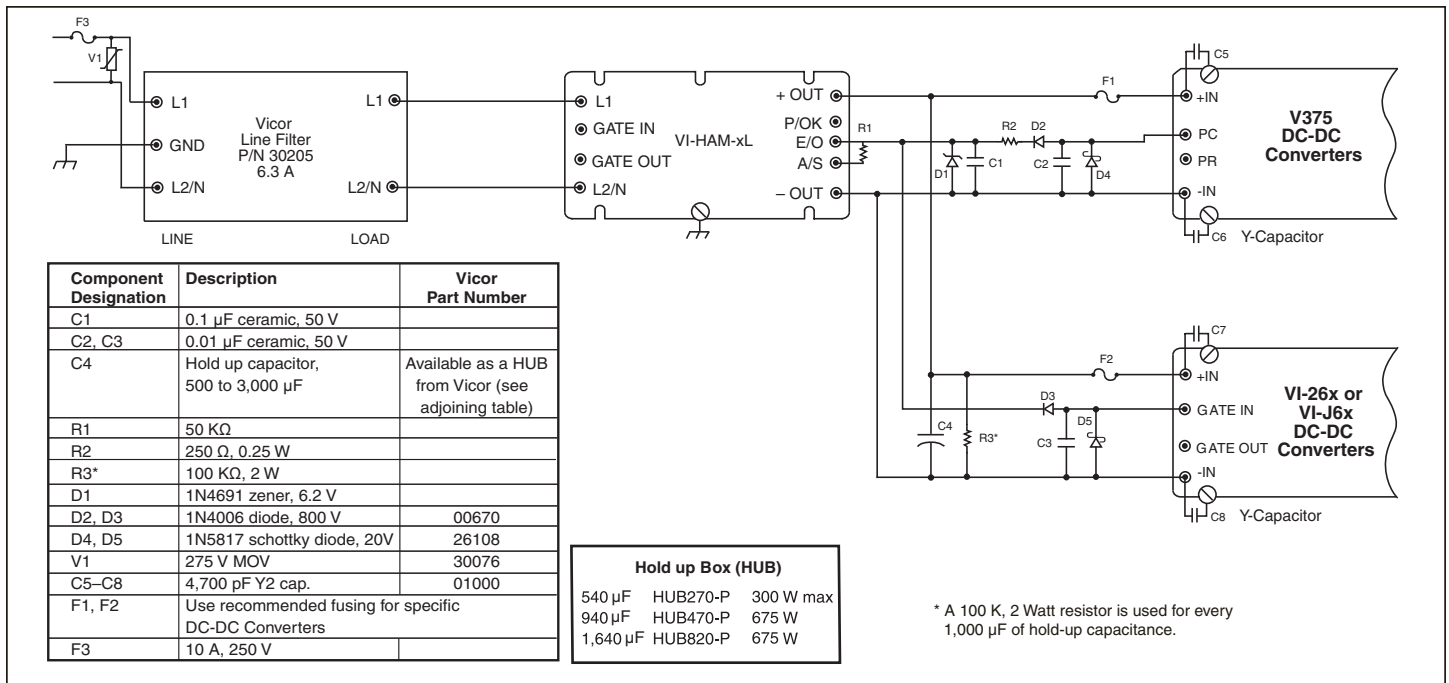 F3
V1
L1
GND
L2/N
Vicor
Line Filter
P/N 30205
6.3 A
L1
L2/N
LINE
LOAD
L1
GATE IN
GATE OUT
L2/N
VI-HAM-xL
+ OUT
P/OK
E/O
A/S
– OUT
R1
D1
C1
R2
D2
C2
D4
F1
C5
+IN
PC
PR
-IN
V375
DC-DC
Converters
C6
Y-Capacitor
C4
R3*
D3
C3
D5
F2
C7
+IN
GATE IN
GATE OUT
-IN
VI-26x or
VI-J6x
DC-DC
Converters
C8
Y-Capacitor
Component Designation Description Vicor Part Number
C1 0.1 µF ceramic, 50 V
C2, C3 0.01 µF ceramic, 50 V
C4 Hold up capacitor, 500 to 3,000 µF Available as a HUB from Vicor (see adjoining table)
R1 50 KΩ
R2 250 Ω, 0.25 W
R3* 100 KΩ, 2 W
D1 1N4691 zener, 6.2 V
D2, D3 1N4006 diode, 800 V 00670
D4, D5 1N5817 schottky diode, 20V 26108
V1 275 V MOV 30076
C5–C8 4,700 pF Y2 cap. 01000
F1, F2 Use recommended fusing for specific DC-DC Converters
F3 10 A, 250 V
Hold up Box (HUB)
540 µF HUB270-P 300 W max
940 µF HUB470-P 675 W
1,640 µF HUB820-P 675 W
* A 100 K, 2 Watt resistor is used for every
1,000 µF of hold-up capacitance.